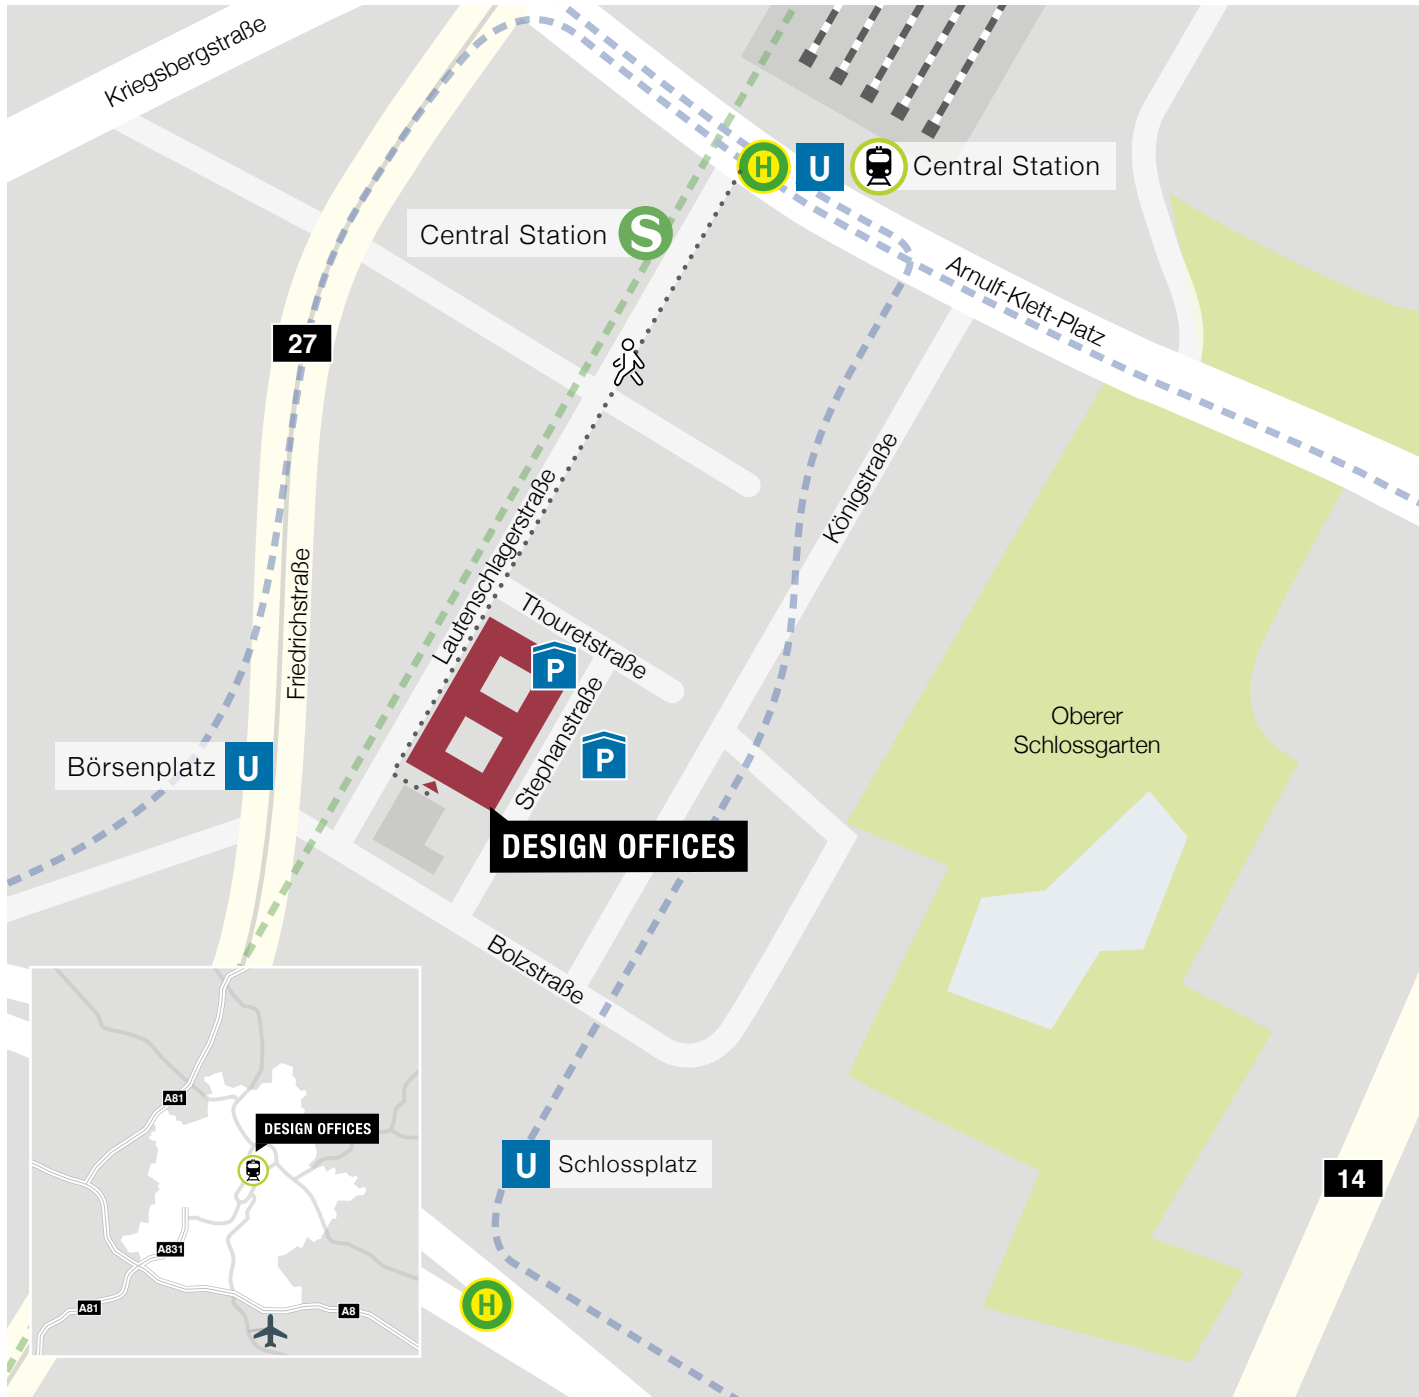 Kriegsbergstraße
H
U
Central Station
Central Station
S
Arnulf-Klett-Platz
27
Königstraße
Lautenschlagerstraße
Friedrichstraße
Thouretstraße
P
Stephanstraße
P
Oberer
Schlossgarten
Börsenplatz
U
DESIGN OFFICES
Bolzstraße
A81
DESIGN OFFICES
A831
A81
A8
U
Schlossplatz
14
H